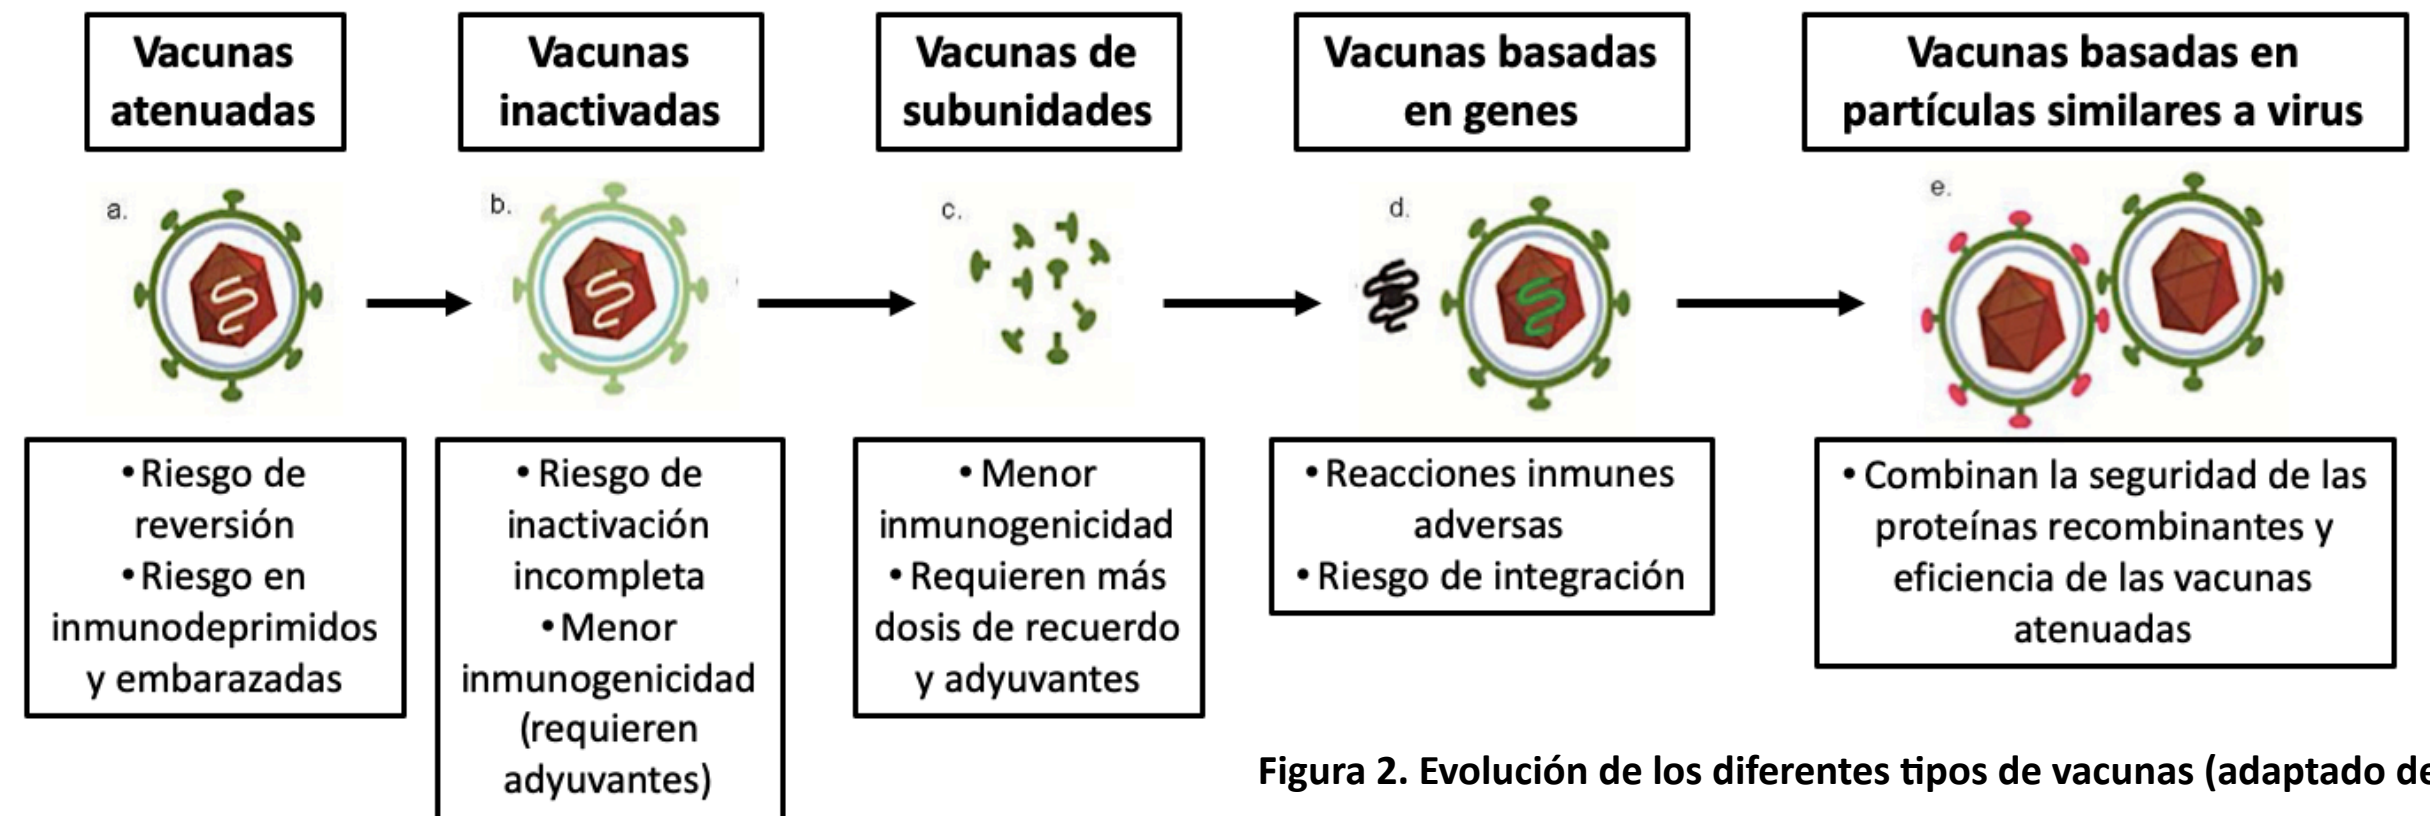 Vacunas
atenuadas
Vacunas
inactivadas
Vacunas de
subunidades
Vacunas basadas
en genes
Vacunas basadas en
partículas similares a virus
a.
b.
c.
d.
e.
•Riesgo de
reversión
•Riesgo en
inmunodeprimidos
y embarazadas
• Riesgo de
inactivación
incompleta
•Menor
inmunogenicidad
(requieren
adyuvantes)
• Menor
inmunogenicidad
• Requieren más
dosis de recuerdo
y adyuvantes
• Reacciones inmunes
adversas
• Riesgo de integración
• Combinan la seguridad de las
proteínas recombinantes y
eficiencia de las vacunas
atenuadas
Figura 2. Evolución de los diferentes tipos de vacunas (adaptado de